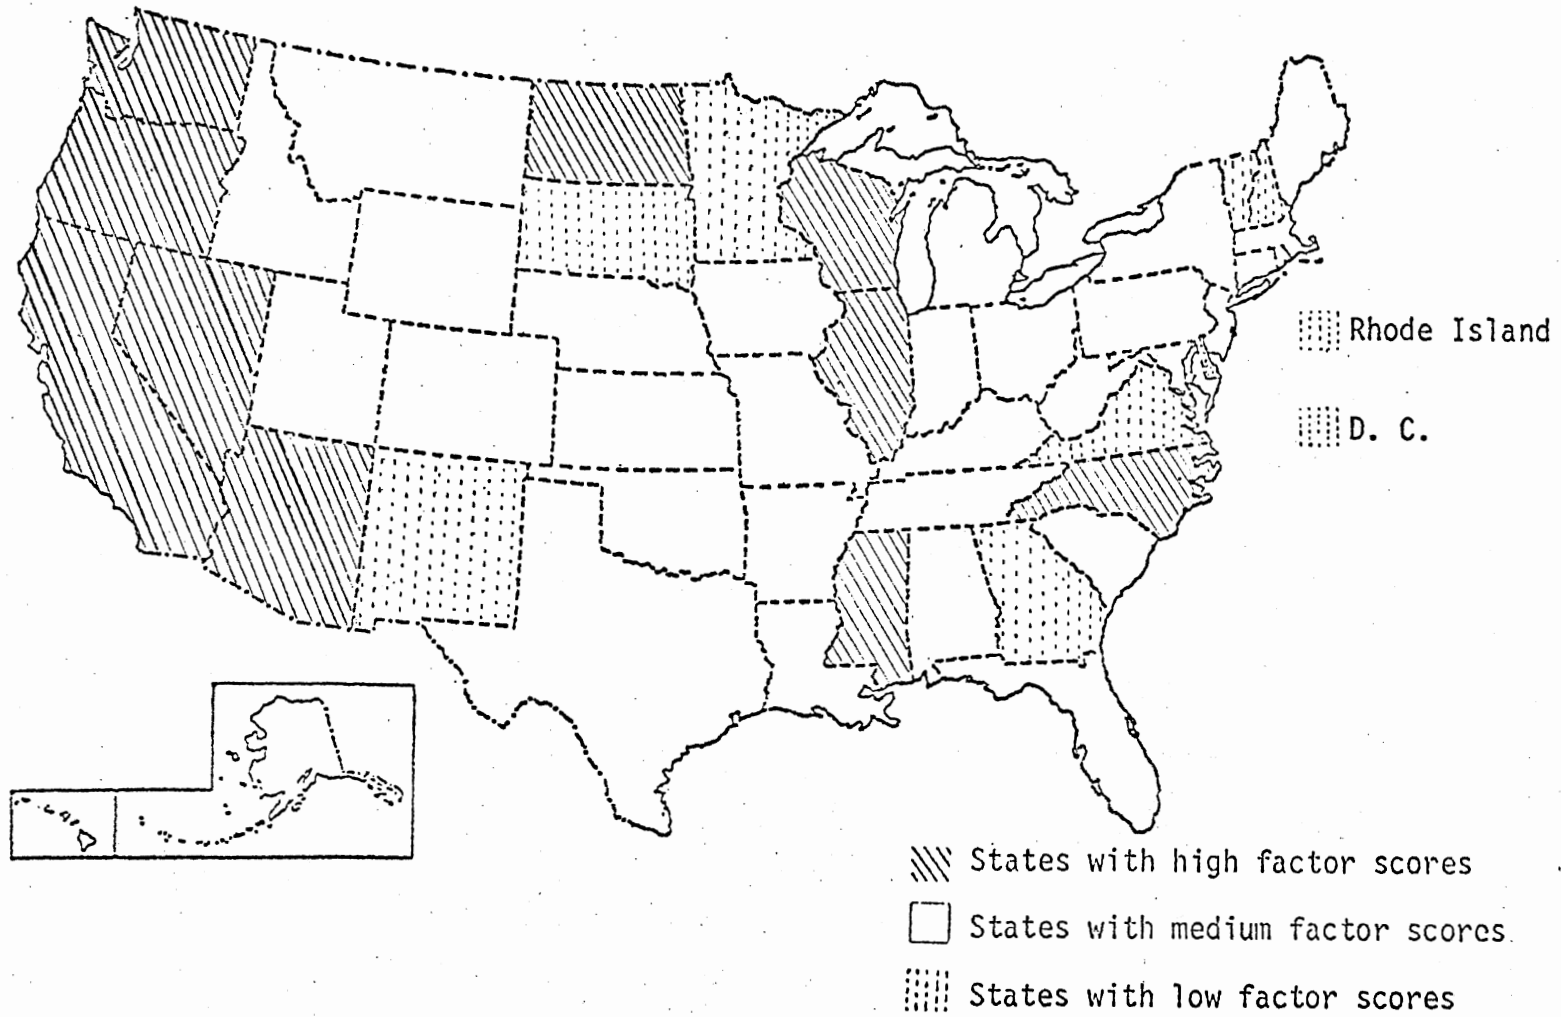 Rhode Island
D. C.
States with high factor scores
States with medium factor scores.
States with low factor scores